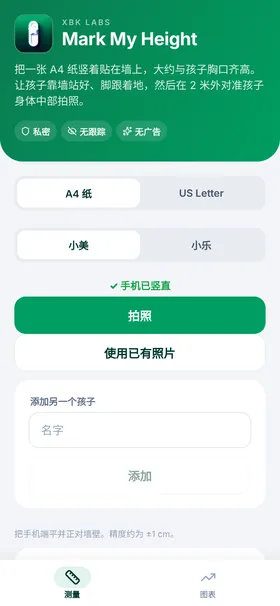 XBK LABS
Mark My Height
把一张 A4 纸竖着贴在墙上，大约与孩子胸口齐高。
让孩子靠墙站好、脚跟着地，然后在 2 米外对准孩子
身体中部拍照。
私密 无跟踪 无广告
A4 纸 US Letter
小美 小乐
✓ 手机已竖直
拍照
使用已有照片
添加另一个孩子
名字
添加
把手机端平并正对墙壁。精度约为 ±1 cm。
测量 图表